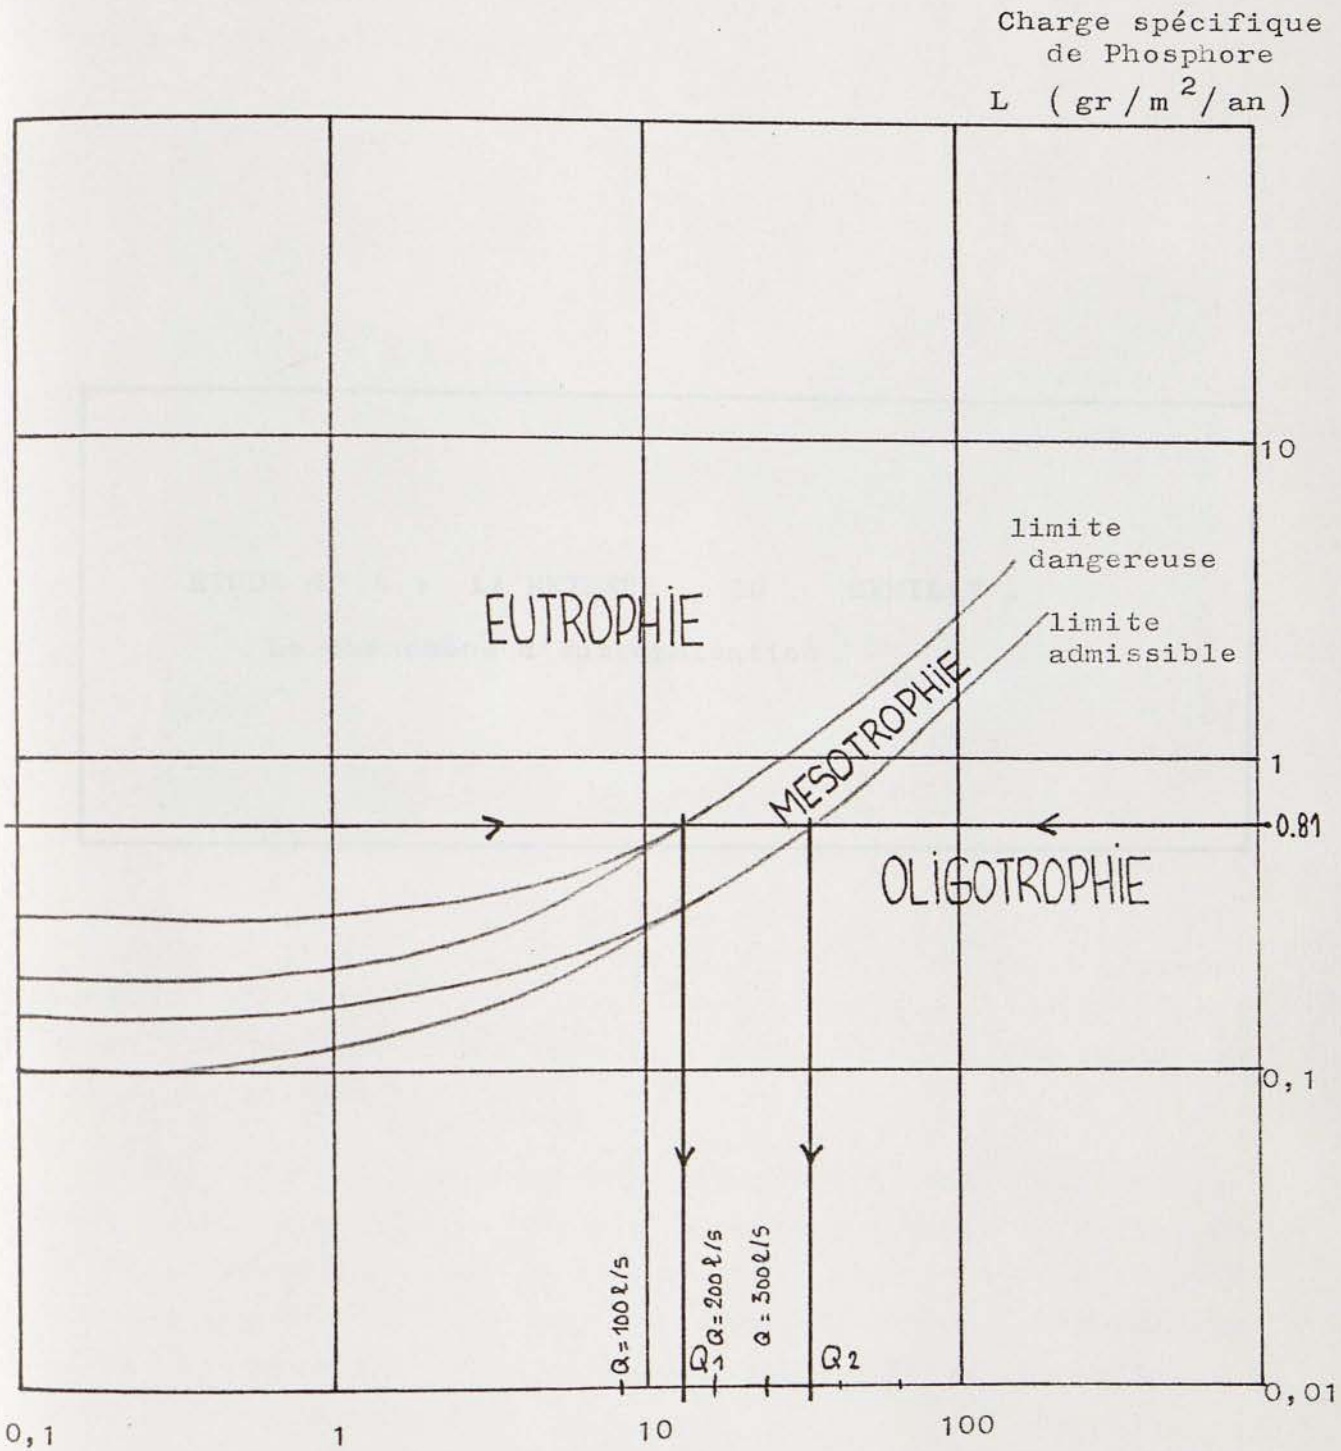 Charge spécifique
de Phosphore
L ( gr / m 2 / an )
10
limite
dangereuse
EUTROPHiE
limite
admissible
MESOTROPHiE
1
0.81
OLiGOTROPHiE
0,1
Q = 100 l/s
Q = 200 l/s
Q = 300 l/s
Q2
0,01
0,1
1
10
100